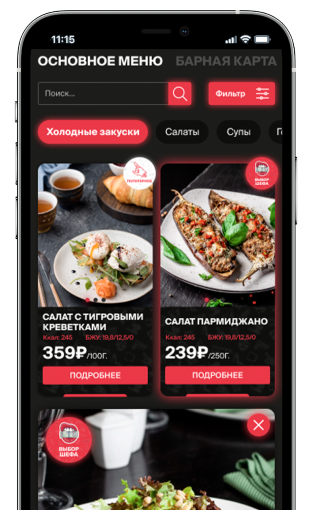 11:15
ОСНОВНОЕ МЕНЮ БАРНАЯ КАРТА
Поиск...
Фильтр
Холодные закуски Салаты Супы
ПОПУЛЯРНОЕ
ВЫБОР
ШЕФА
САЛАТ С ТИГРОВЫМИ
КРЕВЕТКАМИ
Ккал: 245 БЖУ: 19,8/12,5/0
359₽/100Г.
ПОДРОБНЕЕ
САЛАТ ПАРМИДЖАНО
Ккал: 245 БЖУ: 19,8/12,5/0
239₽/250Г.
ПОДРОБНЕЕ
ВЫБОР
ШЕФА